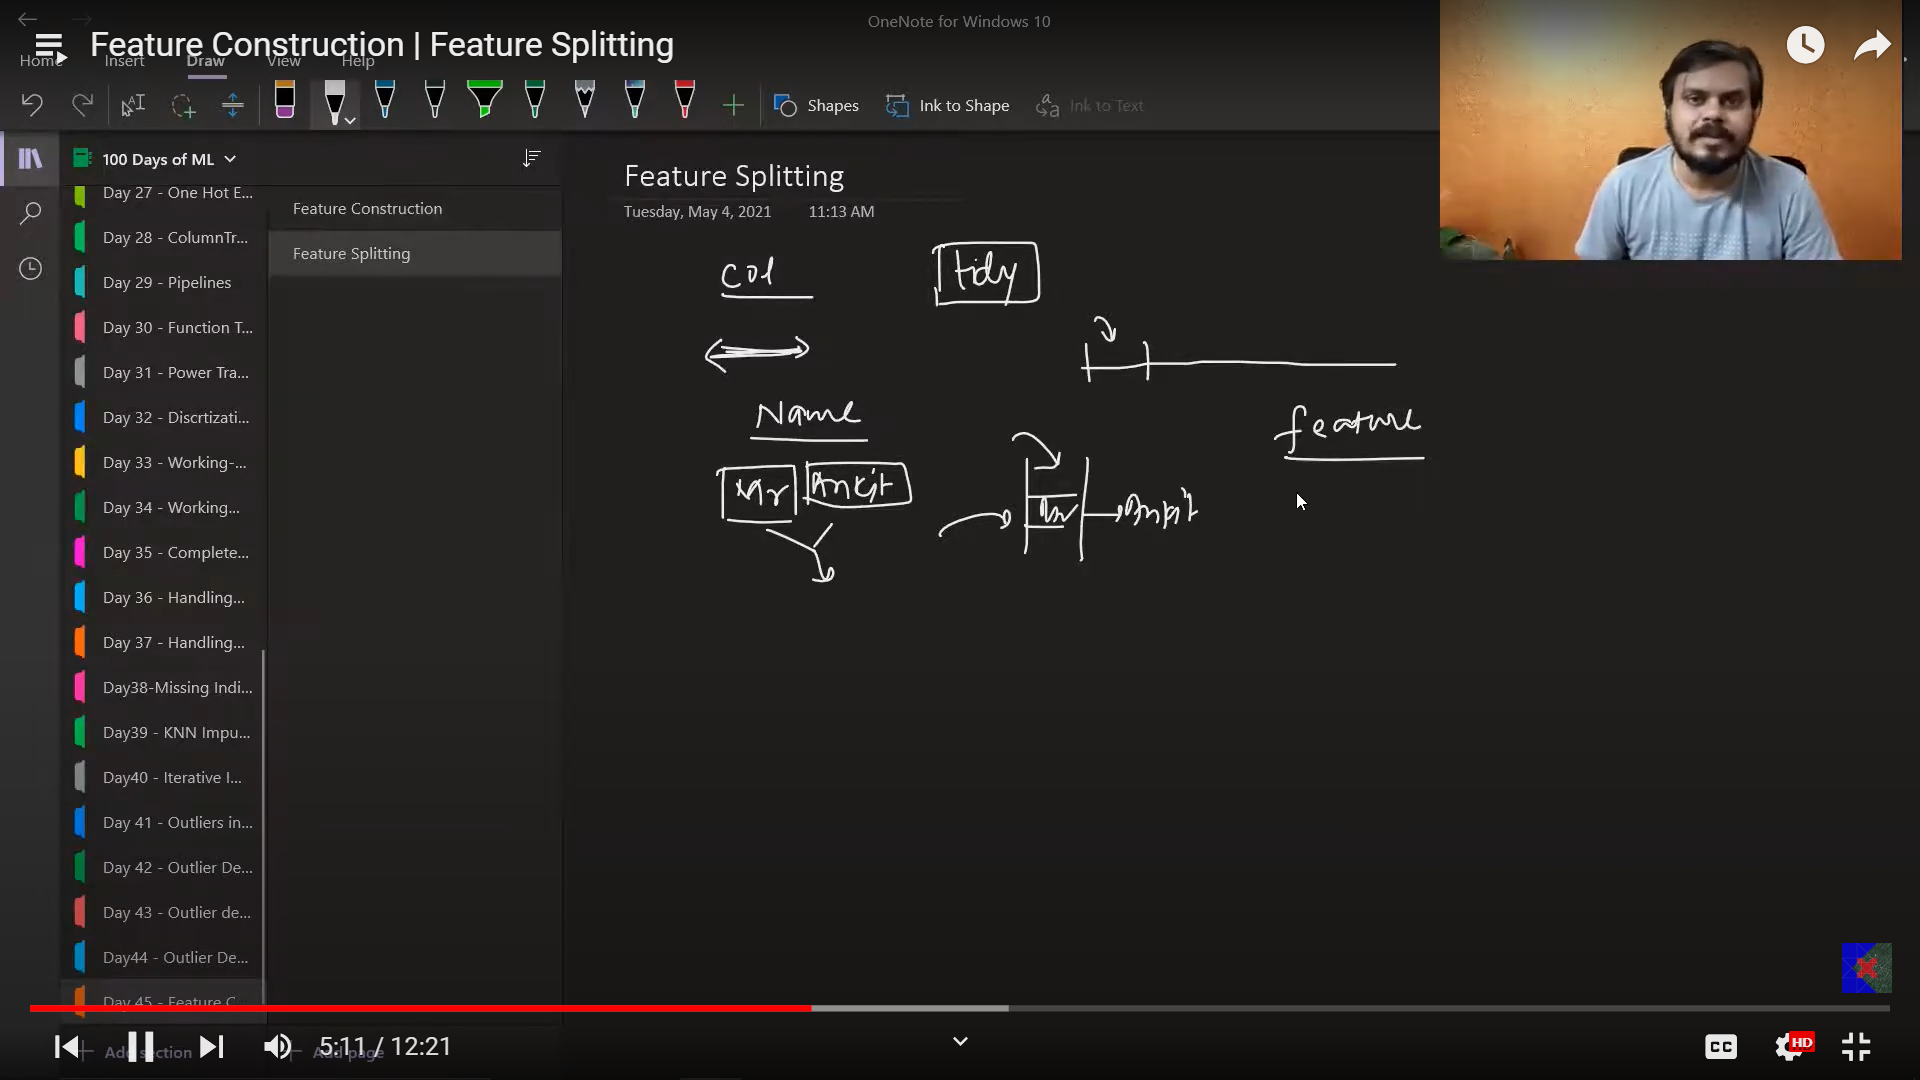 OneNote for Windows 10
Feature Construction | Feature Splitting
Home Insert Draw View Help
Shapes Ink to Shape Ink to Text
100 Days of ML
Day 27 - One Hot E...
Day 28 - ColumnTr...
Day 29 - Pipelines
Day 30 - Function T...
Day 31 - Power Tra...
Day 32 - Discrtizati...
Day 33 - Working-...
Day 34 - Working...
Day 35 - Complete...
Day 36 - Handling...
Day 37 - Handling...
Day38-Missing Indi...
Day39 - KNN Impu...
Day40 - Iterative I...
Day 41 - Outliers in...
Day 42 - Outlier De...
Day 43 - Outlier de...
Day44 - Outlier De...
Day 45 - Feature C...
Feature Construction
Feature Splitting
Feature Splitting
Tuesday, May 4, 2021 11:13 AM
col tidy
Name
feature
Mr Ankit
Ankit
Add section
Add page
5:11 / 12:21
CC
HD